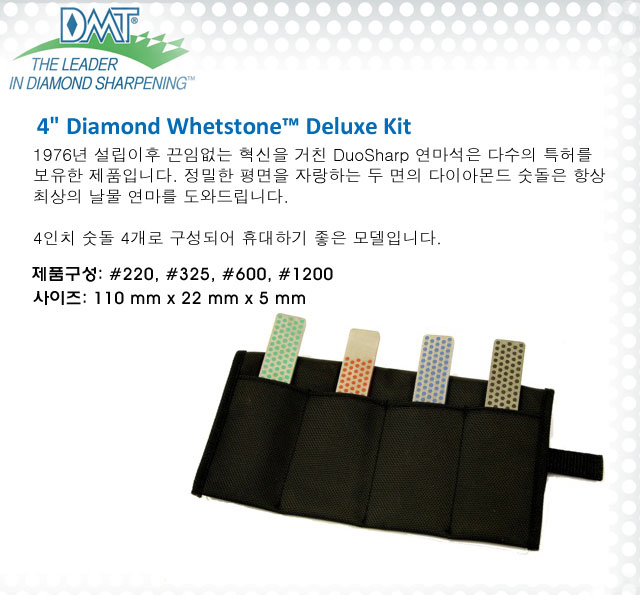 DMT®
THE LEADER
IN DIAMOND SHARPENING™
4" Diamond Whetstone™ Deluxe Kit
1976년 설립이후 끈임없는 혁신을 거친 DuoSharp 연마석은 다수의 특허를
보유한 제품입니다. 정밀한 평면을 자랑하는 두 면의 다이아몬드 숫돌은 항상
최상의 날물 연마를 도와드립니다.
4인치 숫돌 4개로 구성되어 휴대하기 좋은 모델입니다.
제품구성: #220, #325, #600, #1200
사이즈: 110 mm x 22 mm x 5 mm